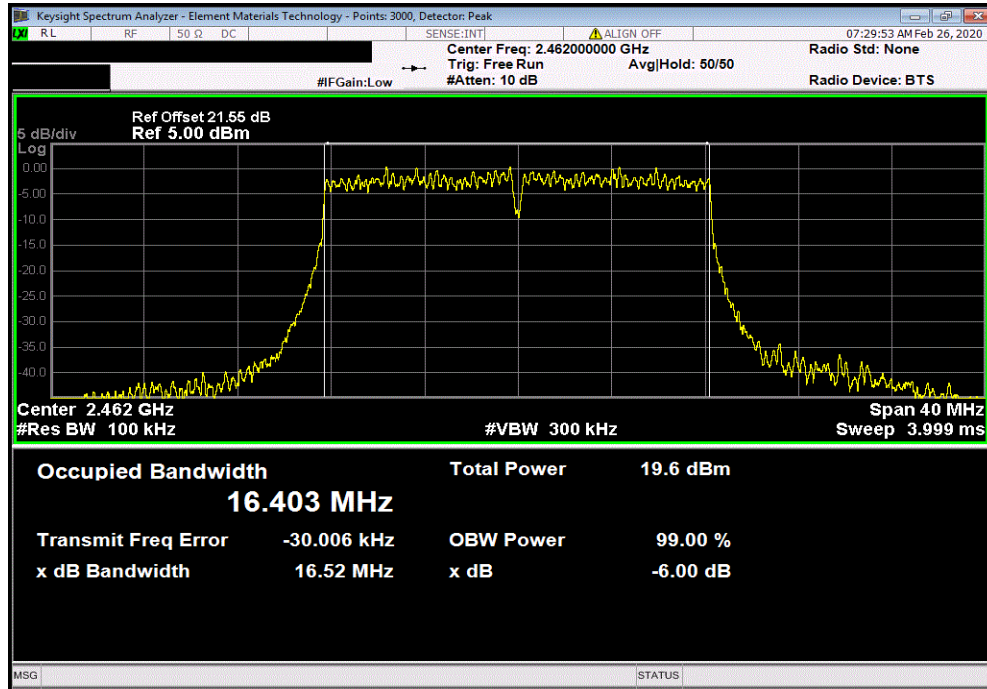 Keysight Spectrum Analyzer - Element Materials Technology - Points: 3000, Detector: Peak
LXI RL RF 50 Ω DC SENSE:INT ALIGN OFF 07:29:53 AM Feb 26, 2020
Center Freq: 2.462000000 GHz Radio Std: None
Trig: Free Run Avg|Hold: 50/50
#IFGain:Low #Atten: 10 dB Radio Device: BTS
Ref Offset 21.55 dB
5 dB/div Ref 5.00 dBm
Log
0.00
-5.00
-10.0
-15.0
-20.0
-25.0
-30.0
-35.0
-40.0
Center 2.462 GHz Span 40 MHz
#Res BW 100 kHz #VBW 300 kHz Sweep 3.999 ms
Occupied Bandwidth Total Power 19.6 dBm
16.403 MHz
Transmit Freq Error -30.006 kHz OBW Power 99.00 %
x dB Bandwidth 16.52 MHz x dB -6.00 dB
MSG STATUS